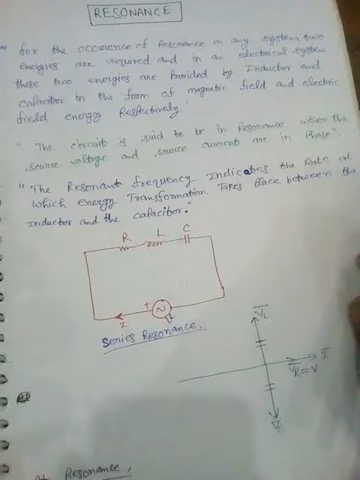 RESONANCE
" for the occurence of Resonance in any system two
energies are required and in an electrical system
these two energies are Provided by Inductor and
capacitor in the form of magnetic field and electric
field energy Respectively"
" The circuit is said to be in Resonance when the
source voltage and source current are in Phase".
" The Resonant frequency Indicates the Rate at
which Energy Transformation Takes Place between the
Inductor and the capacitor."
R L C
+
I
Series Resonance.
VL
I
VR=V
At Resonance,